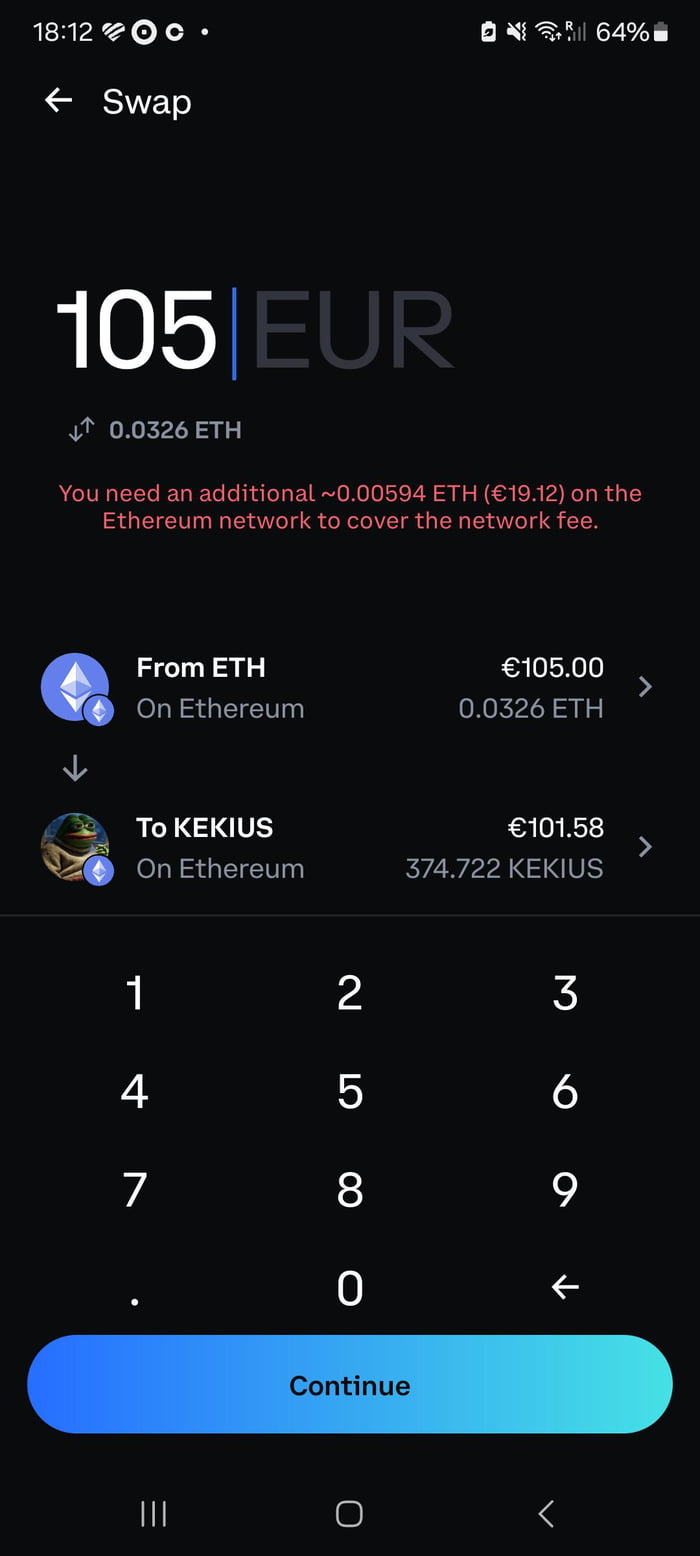 18:12 R 64%
Swap
105 EUR
0.0326 ETH
You need an additional ~0.00594 ETH (€19.12) on the
Ethereum network to cover the network fee.
From ETH €105.00
On Ethereum 0.0326 ETH
To KEKIUS €101.58
On Ethereum 374.722 KEKIUS
1 2 3
4 5 6
7 8 9
. 0
Continue